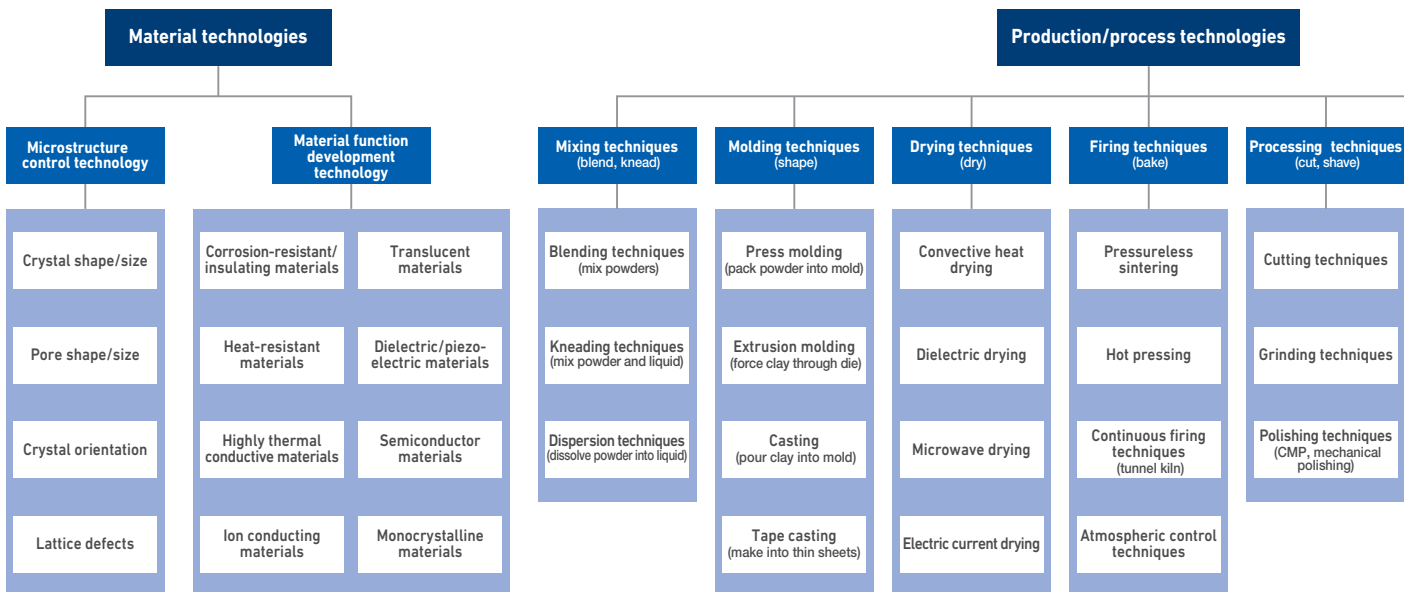 Material technologies
Microstructure
control technology
Crystal shape/size
Pore shape/size
Crystal orientation
Lattice defects
Material function
development
technology
Corrosion-resistant/
insulating materials
Heat-resistant
materials
Highly thermal
conductive materials
Ion conducting
materials
Translucent
materials
Dielectric/piezo-
electric materials
Semiconductor
materials
Monocrystalline
materials
Production/process technologies
Mixing techniques
(blend, knead)
Blending techniques
(mix powders)
Kneading techniques
(mix powder and liquid)
Dispersion techniques
(dissolve powder into liquid)
Molding techniques
(shape)
Press molding
(pack powder into mold)
Extrusion molding
(force clay through die)
Casting
(pour clay into mold)
Tape casting
(make into thin sheets)
Drying techniques
(dry)
Convective heat
drying
Dielectric drying
Microwave drying
Electric current drying
Firing techniques
(bake)
Pressureless
sintering
Hot pressing
Continuous firing
techniques
(tunnel kiln)
Atmospheric control
techniques
Processing techniques
(cut, shave)
Cutting techniques
Grinding techniques
Polishing techniques
(CMP, mechanical
polishing)